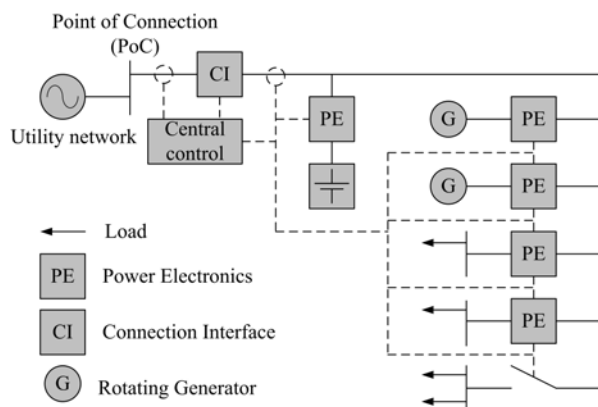 Point of Connection
(PoC)
CI
PE
G
PE
Utility network
Central
control
G
PE
Load
PE
PE
Power Electronics
PE
CI
Connection Interface
G
Rotating Generator